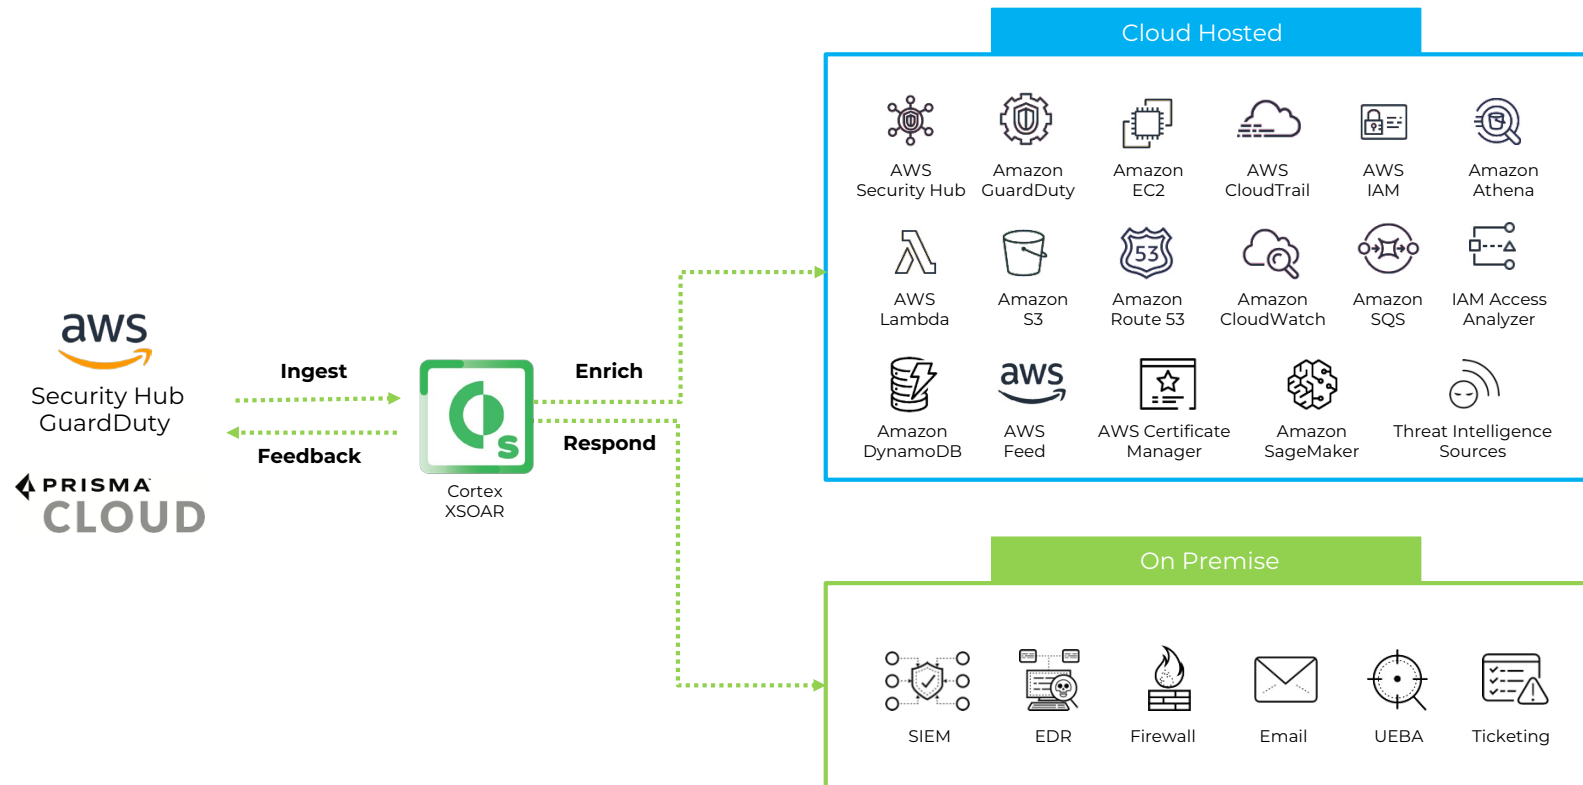 Cloud Hosted
AWS
Security Hub
Amazon
GuardDuty
Amazon
EC2
AWS
CloudTrail
AWS
IAM
Amazon
Athena
53
AWS
Lambda
Amazon
S3
Amazon
Route 53
Amazon
CloudWatch
Amazon
SQS
IAM Access
Analyzer
aws
Amazon
DynamoDB
AWS
Feed
AWS Certificate
Manager
Amazon
SageMaker
Threat Intelligence
Sources
aws
Security Hub
GuardDuty
PRISMA
CLOUD
Ingest
Feedback
S
Cortex
XSOAR
Enrich
Respond
On Premise
SIEM
EDR
Firewall
Email
UEBA
Ticketing